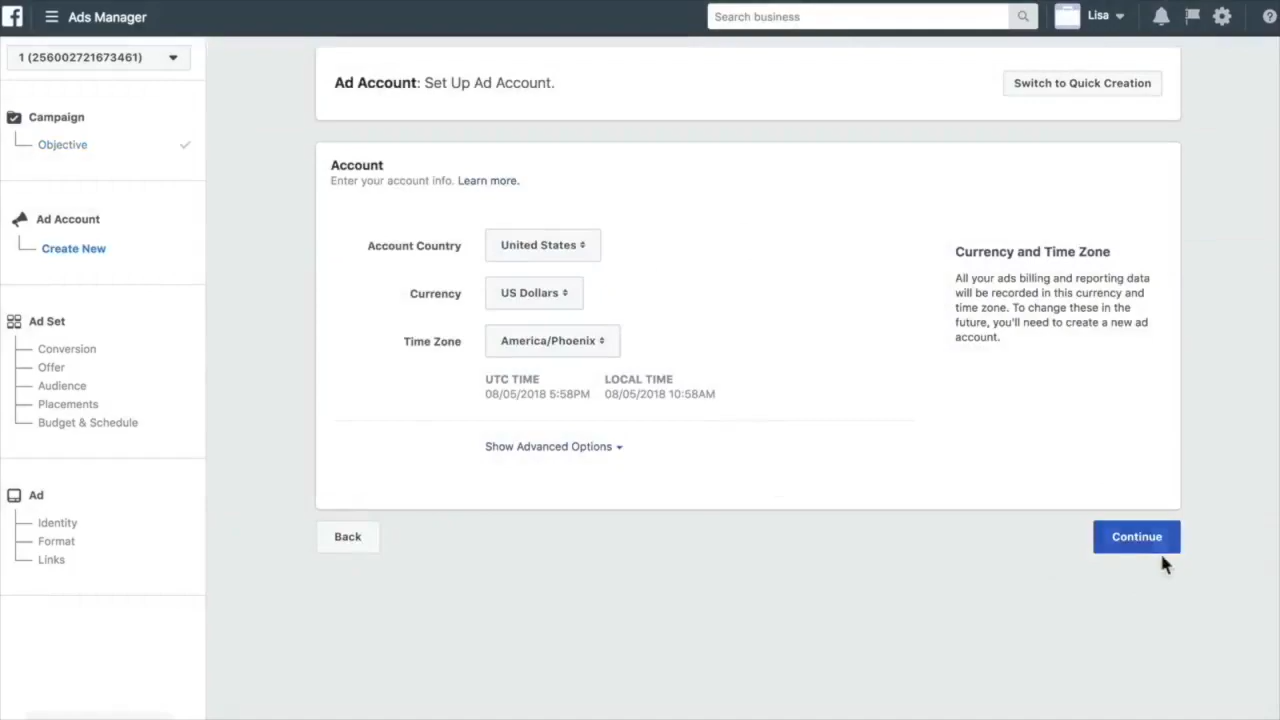 f Ads Manager
Search business
Lisa
1 (256002721673461)
Campaign
Objective
Ad Account
Create New
Ad Set
Conversion
Offer
Audience
Placements
Budget & Schedule
Ad
Identity
Format
Links
Ad Account: Set Up Ad Account.
Switch to Quick Creation
Account
Enter your account info. Learn more.
Account Country United States
Currency US Dollars
Time Zone America/Phoenix
UTC TIME LOCAL TIME
08/05/2018 5:58PM 08/05/2018 10:58AM
Show Advanced Options
Currency and Time Zone
All your ads billing and reporting data
will be recorded in this currency and
time zone. To change these in the
future, you'll need to create a new ad
account.
Back
Continue